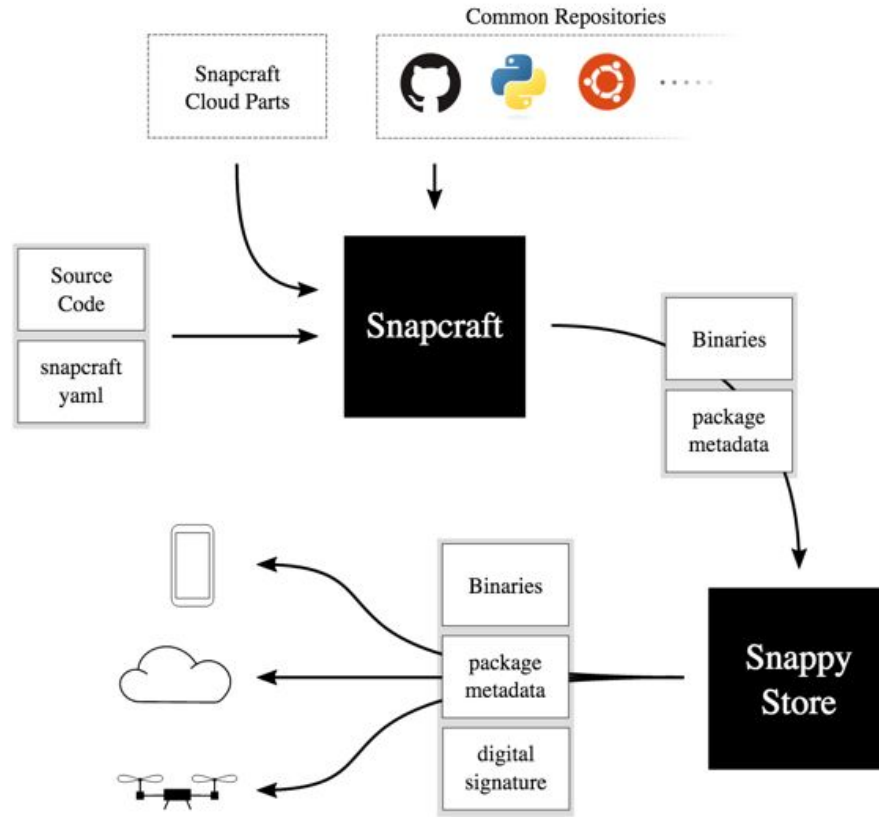 Common Repositories
Snapcraft
Cloud Parts
Source
Code
snapcraft
yaml
Snapcraft
Binaries
package
metadata
Binaries
package
metadata
digital
signature
Snappy
Store